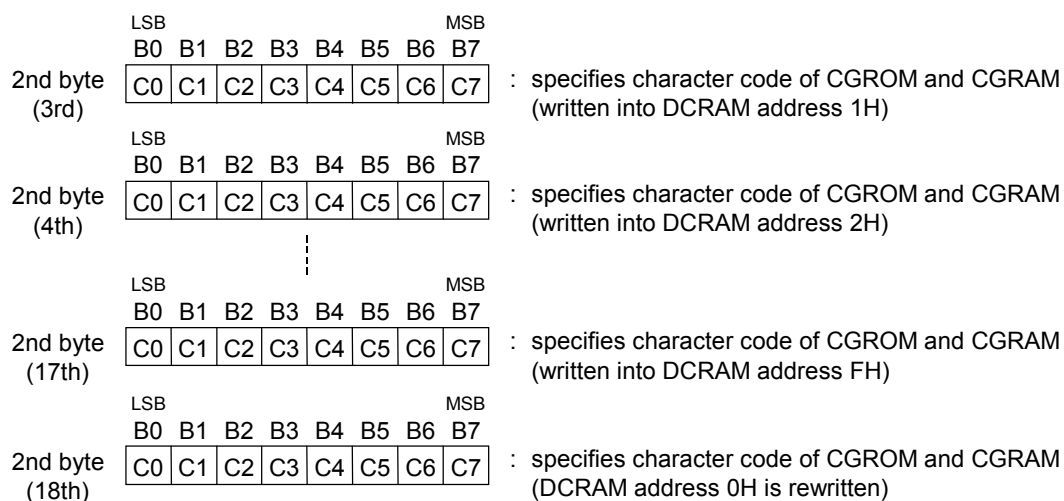 LSB MSB
B0 B1 B2 B3 B4 B5 B6 B7
2nd byte C0 C1 C2 C3 C4 C5 C6 C7 : specifies character code of CGROM and CGRAM
(3rd) (written into DCRAM address 1H)
LSB MSB
B0 B1 B2 B3 B4 B5 B6 B7
2nd byte C0 C1 C2 C3 C4 C5 C6 C7 : specifies character code of CGROM and CGRAM
(4th) (written into DCRAM address 2H)
LSB MSB
B0 B1 B2 B3 B4 B5 B6 B7
2nd byte C0 C1 C2 C3 C4 C5 C6 C7 : specifies character code of CGROM and CGRAM
(17th) (written into DCRAM address FH)
LSB MSB
B0 B1 B2 B3 B4 B5 B6 B7
2nd byte C0 C1 C2 C3 C4 C5 C6 C7 : specifies character code of CGROM and CGRAM
(18th) (DCRAM address 0H is rewritten)